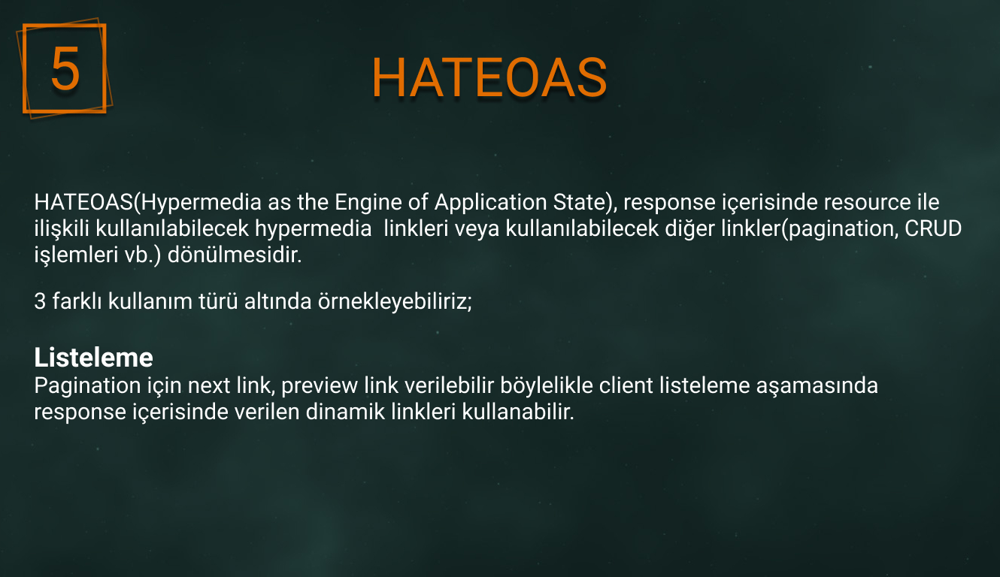 5
HATEOAS
HATEOAS(Hypermedia as the Engine of Application State), response içerisinde resource ile
ilişkili kullanılabilecek hypermedia  linkleri veya kullanılabilecek diğer linkler(pagination, CRUD
işlemleri vb.) dönülmesidir.
3 farklı kullanım türü altında örnekleyebiliriz;
Listeleme
Pagination için next link, preview link verilebilir böylelikle client listeleme aşamasında
response içerisinde verilen dinamik linkleri kullanabilir.